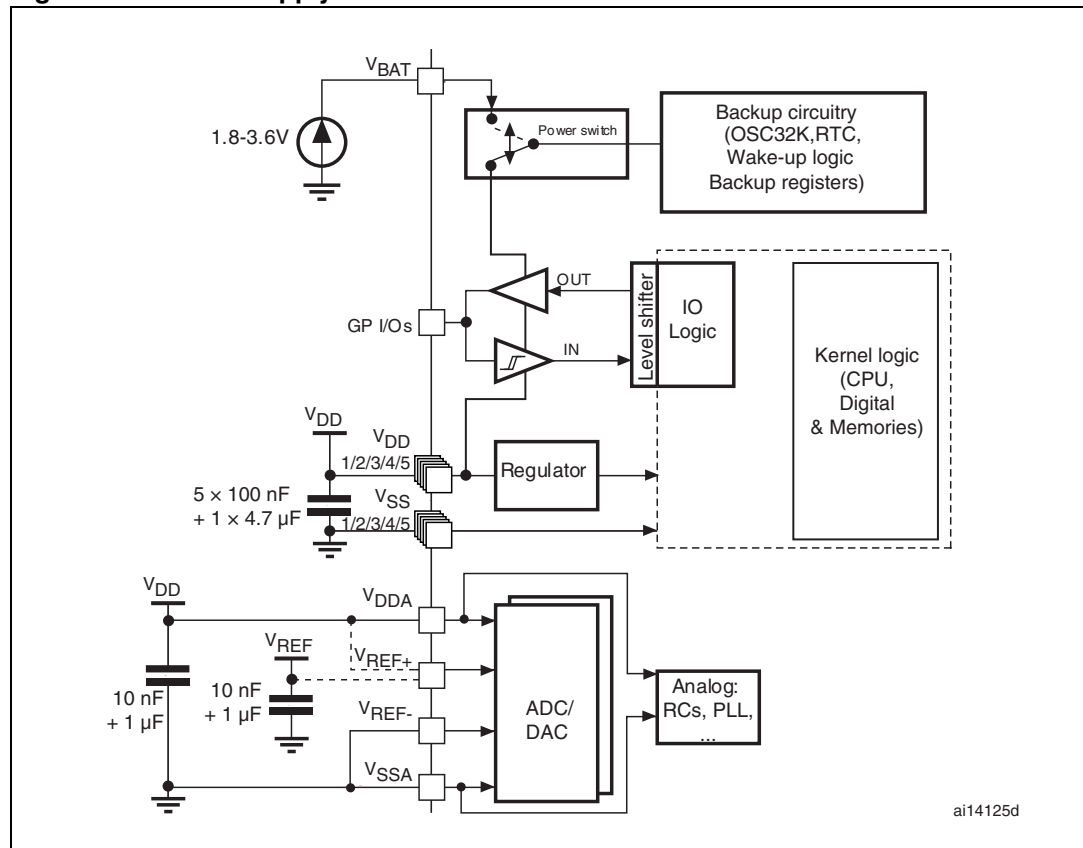 VBAT
1.8-3.6V
Power switch
Backup circuitry
(OSC32K,RTC,
Wake-up logic
Backup registers)
GP I/Os
OUT
IN
Level shifter
IO
Logic
Kernel logic
(CPU,
Digital
& Memories)
VDD
VDD
1/2/3/4/5
Regulator
5 × 100 nF
+ 1 × 4.7 µF
VSS
1/2/3/4/5
VDD
VDDA
VREF
VREF+
10 nF
+ 1 µF
10 nF
+ 1 µF
VREF-
ADC/
DAC
Analog:
RCs, PLL,
...
VSSA
ai14125d